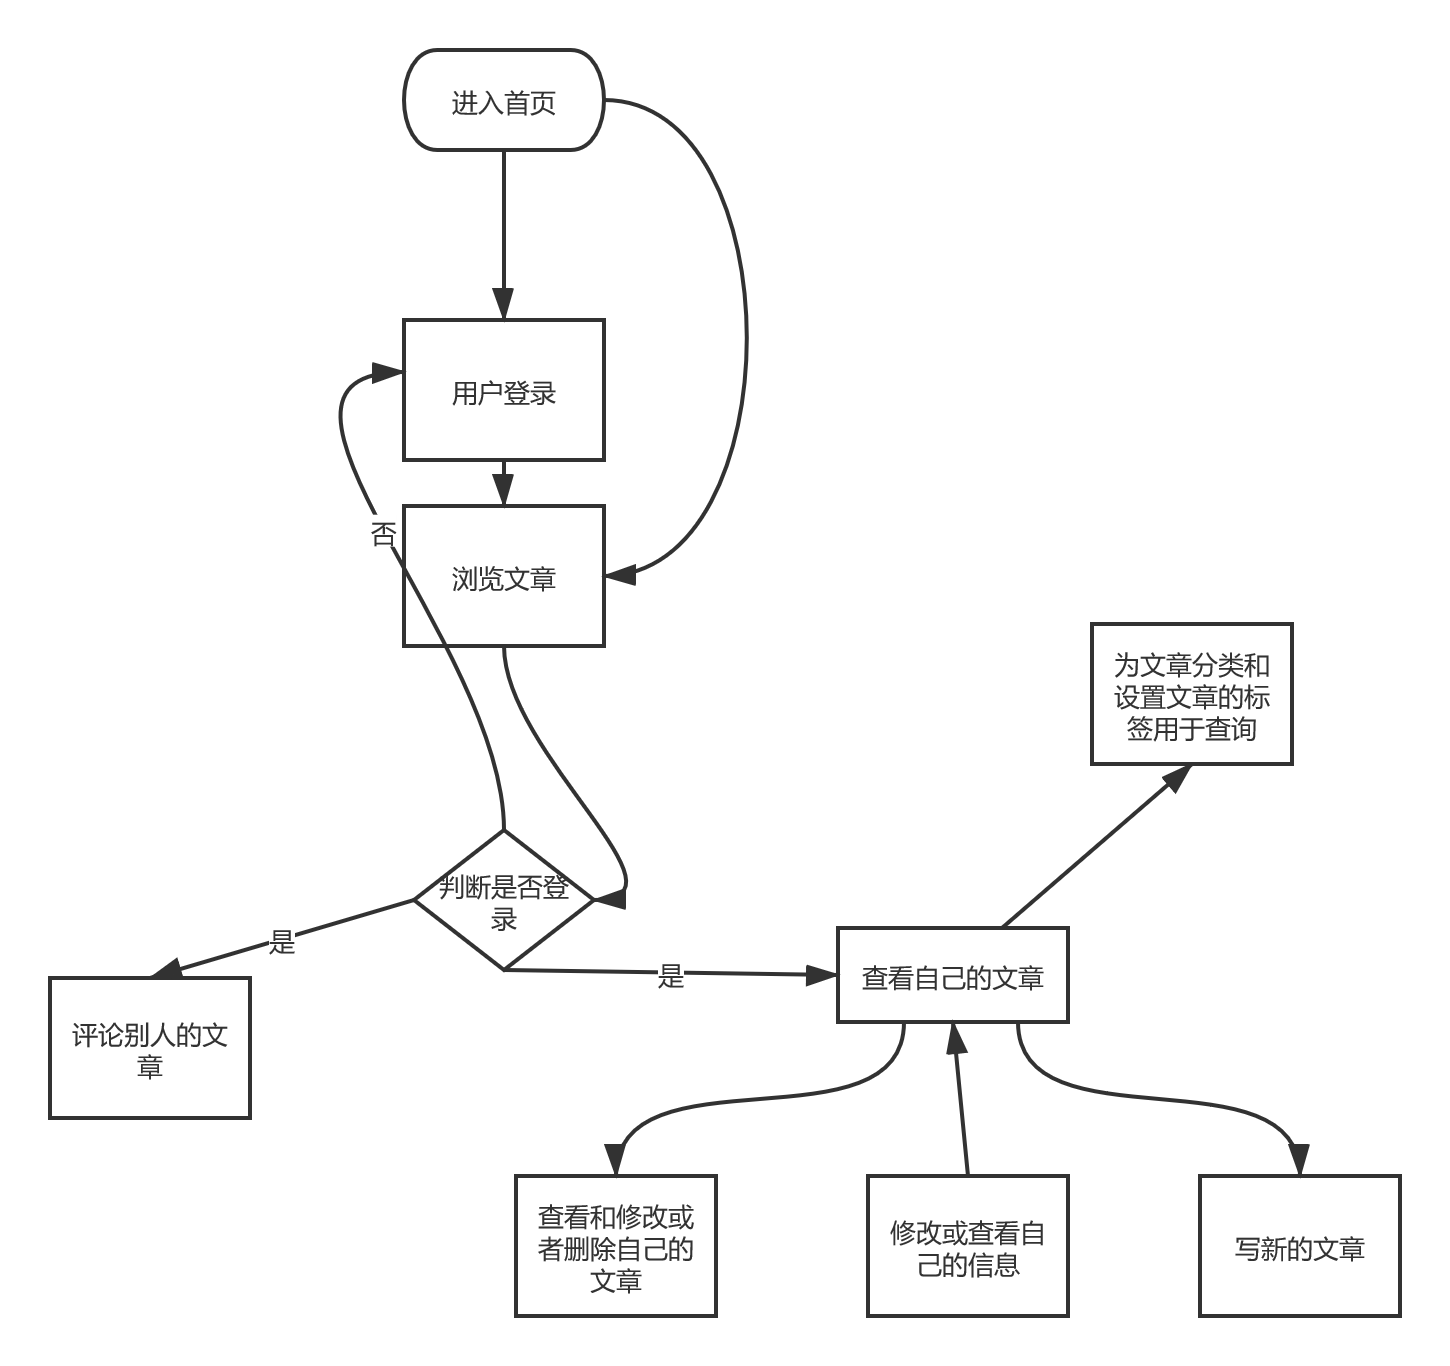 进入首页
用户登录
否
浏览文章
为文章分类和
设置文章的标
签用于查询
判断是否登
录
是
是
查看自己的文章
评论别人的文
章
查看和修改或
者删除自己的
文章
修改或查看自
己的信息
写新的文章